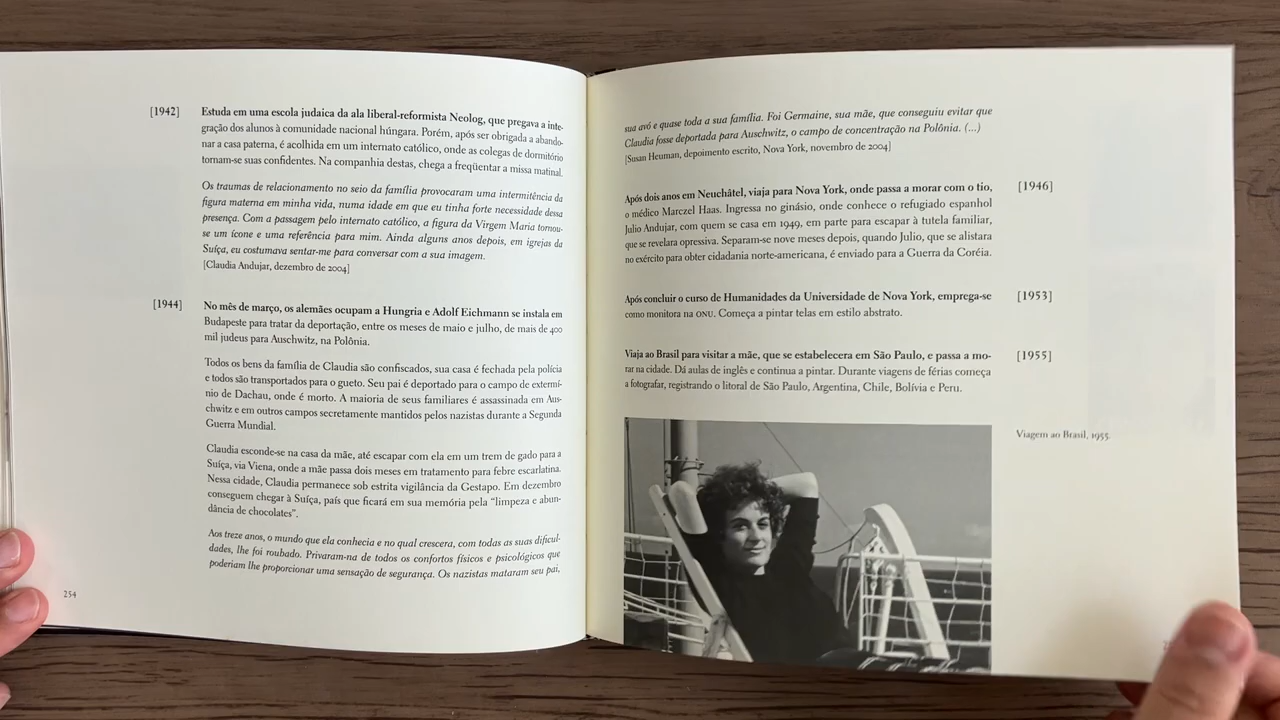 [1942]
Estuda em uma escola judaica da ala liberal-reformista Neolog, que pregava a inte-
gração dos alunos à comunidade nacional húngara. Porém, após ser obrigada a abando-
nar a casa paterna, é acolhida em um internato católico, onde as colegas de dormitório
tornam-se suas confidentes. Na companhia destas, chega a freqüentar a missa matinal.
Os traumas de relacionamento no seio da família provocaram uma intermitência da
figura materna em minha vida, numa idade em que eu tinha forte necessidade dessa
presença. Com a passagem pelo internato católico, a figura da Virgem Maria tornou-
se um ícone e uma referência para mim. Ainda alguns anos depois, em igrejas da
Suíça, eu costumava sentar-me para conversar com a sua imagem.
[Claudia Andujar, dezembro de 2004]
[1944]
No mês de março, os alemães ocupam a Hungria e Adolf Eichmann se instala em
Budapeste para tratar da deportação, entre os meses de maio e julho, de mais de 400
mil judeus para Auschwitz, na Polônia.
Todos os bens da família de Claudia são confiscados, sua casa é fechada pela polícia
e todos são transportados para o gueto. Seu pai é deportado para o campo de extermí-
nio de Dachau, onde é morto. A maioria de seus familiares é assassinada em Aus-
chwitz e em outros campos secretamente mantidos pelos nazistas durante a Segunda
Guerra Mundial.
Claudia esconde-se na casa da mãe, até escapar com ela em um trem de gado para a
Suíça, via Viena, onde a mãe passa dois meses em tratamento para febre escarlatina.
Nessa cidade, Claudia permanece sob estrita vigilância da Gestapo. Em dezembro
conseguem chegar à Suíça, país que ficará em sua memória pela “limpeza e abun-
dância de chocolates”.
Aos treze anos, o mundo que ela conhecia e no qual crescera, com todas as suas dificul-
dades, lhe foi roubado. Privaram-na de todos os confortos físicos e psicológicos que
poderiam lhe proporcionar uma sensação de segurança. Os nazistas mataram seu pai,
254
sua avó e quase toda a sua família. Foi Germaine, sua mãe, que conseguiu evitar que
Claudia fosse deportada para Auschwitz, o campo de concentração na Polônia. (...)
[Susan Heuman, depoimento escrito, Nova York, novembro de 2004]
Após dois anos em Neuchâtel, viaja para Nova York, onde passa a morar com o tio,
[1946]
o médico Marczel Haas. Ingressa no ginásio, onde conhece o refugiado espanhol
Julio Andujar, com quem se casa em 1949, em parte para escapar à tutela familiar,
que se revelara opressiva. Separam-se nove meses depois, quando Julio, que se alistara
no exército para obter cidadania norte-americana, é enviado para a Guerra da Coréia.
Após concluir o curso de Humanidades da Universidade de Nova York, emprega-se
[1953]
como monitora na ONU. Começa a pintar telas em estilo abstrato.
Viaja ao Brasil para visitar a mãe, que se estabelecera em São Paulo, e passa a mo-
[1955]
rar na cidade. Dá aulas de inglês e continua a pintar. Durante viagens de férias começa
a fotografar, registrando o litoral de São Paulo, Argentina, Chile, Bolívia e Peru.
Viagem ao Brasil, 1955.